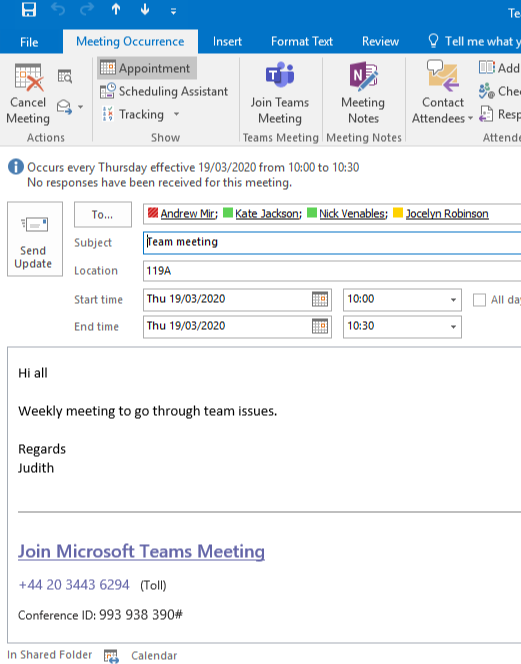 Te
File Meeting Occurrence Insert Format Text Review Tell me what y
Cancel Meeting
Actions
Appointment
Scheduling Assistant
Tracking
Show
Join Teams Meeting
Teams Meeting
Meeting Notes
Meeting Notes
Contact Attendees
Add
Che
Resp
Attende
Occurs every Thursday effective 19/03/2020 from 10:00 to 10:30
No responses have been received for this meeting.
Send Update
To... Andrew Mir; Kate Jackson; Nick Venables; Jocelyn Robinson
Subject Team meeting
Location 119A
Start time Thu 19/03/2020 10:00 All da
End time Thu 19/03/2020 10:30
Hi all
Weekly meeting to go through team issues.
Regards
Judith
Join Microsoft Teams Meeting
+44 20 3443 6294 (Toll)
Conference ID: 993 938 390#
In Shared Folder Calendar